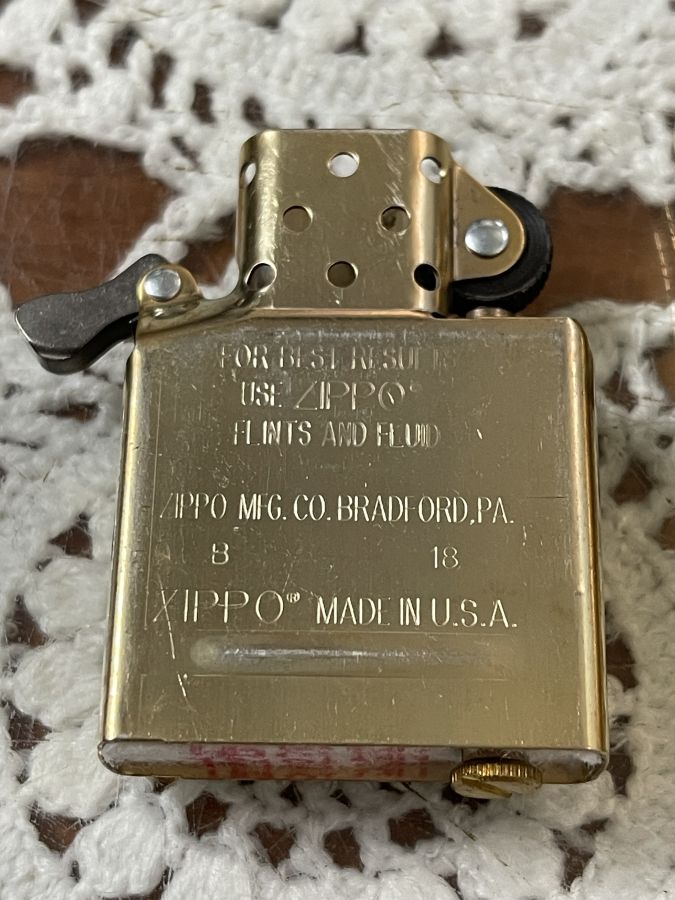 FOR BEST RESULTS
USE ZIPPO®
FLINTS AND FLUID
ZIPPO MFG. CO. BRADFORD, PA.
B 18
ZIPPO® MADE IN U.S.A.